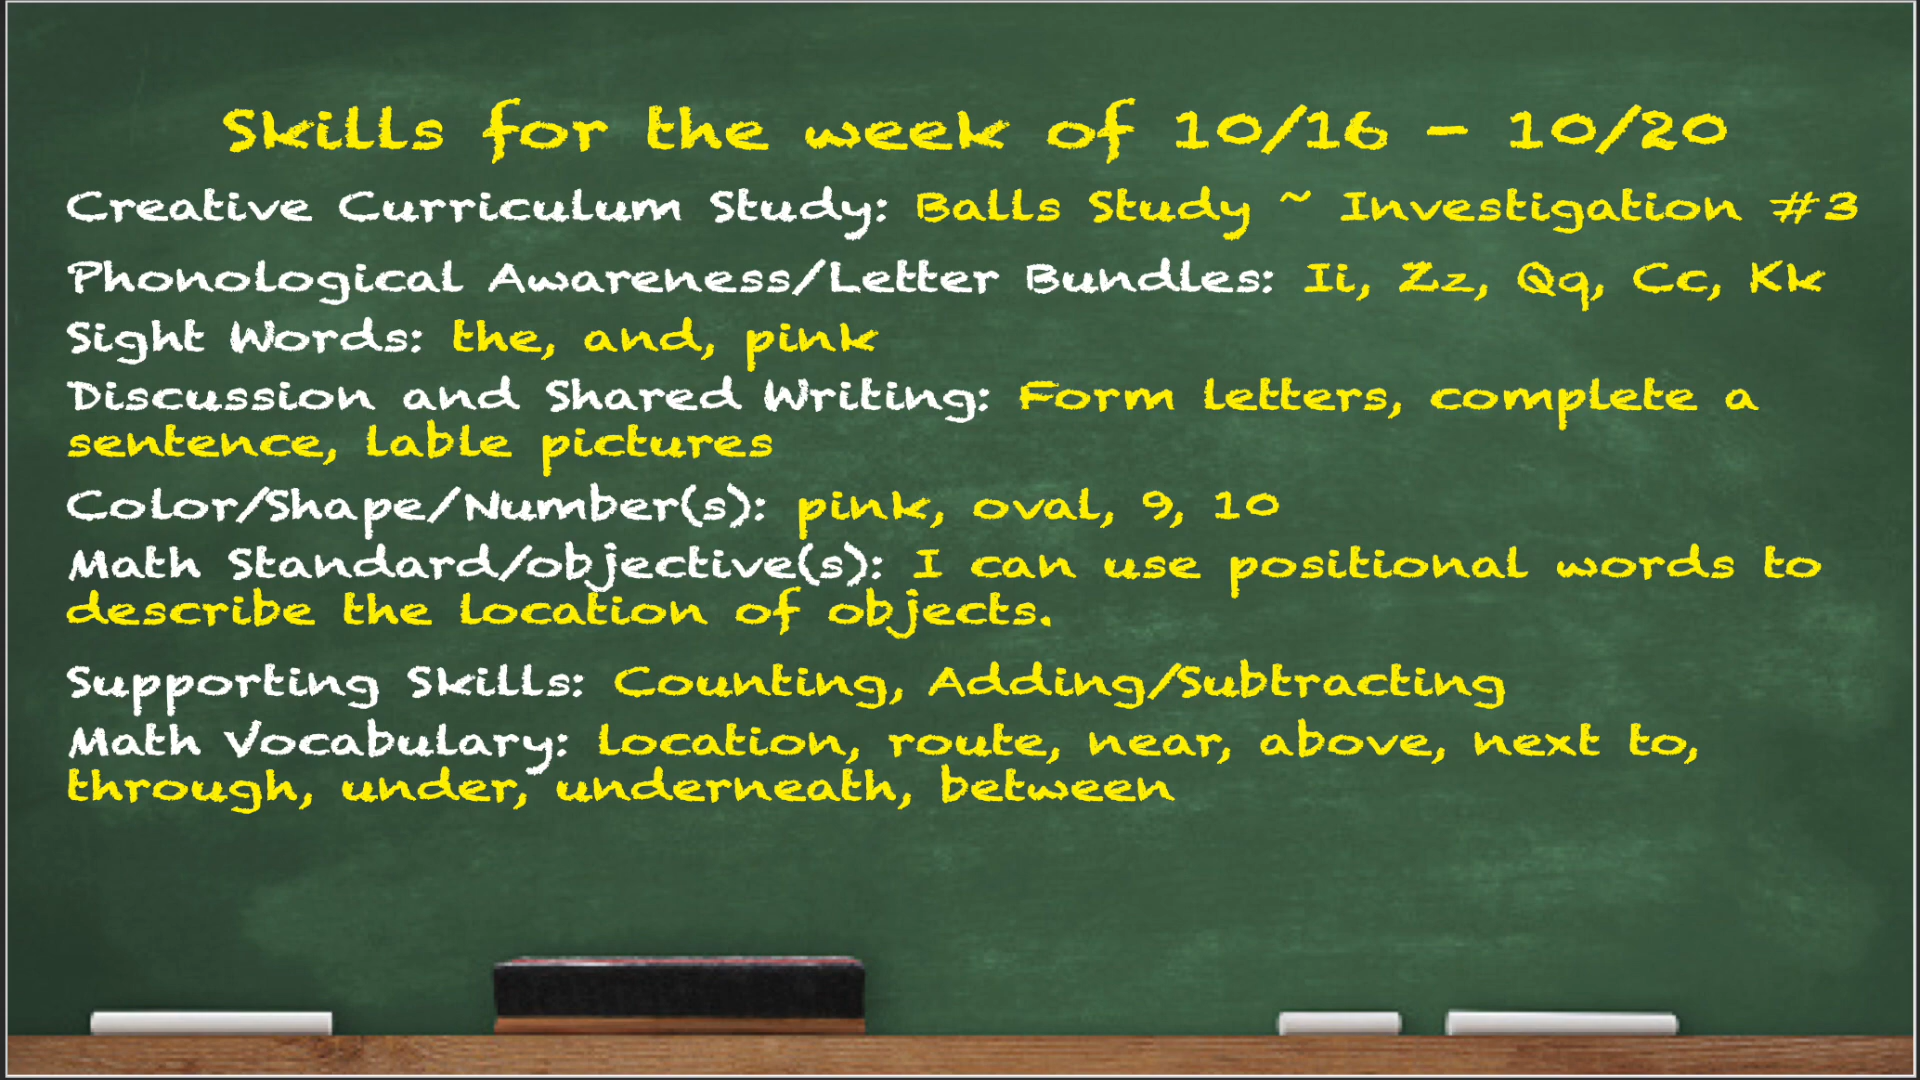 Skills for the week of 10/16 - 10/20
Creative Curriculum Study: Balls Study ~ Investigation #3
Phonological Awareness/Letter Bundles: Ii, Zz, Qq, Cc, Kk
Sight Words: the, and, pink
Discussion and Shared Writing: Form letters, complete a
sentence, lable pictures
Color/Shape/Number(s): pink, oval, 9, 10
Math Standard/objective(s): I can use positional words to
describe the location of objects.
Supporting Skills: Counting, Adding/Subtracting
Math Vocabulary: location, route, near, above, next to,
through, under, underneath, between